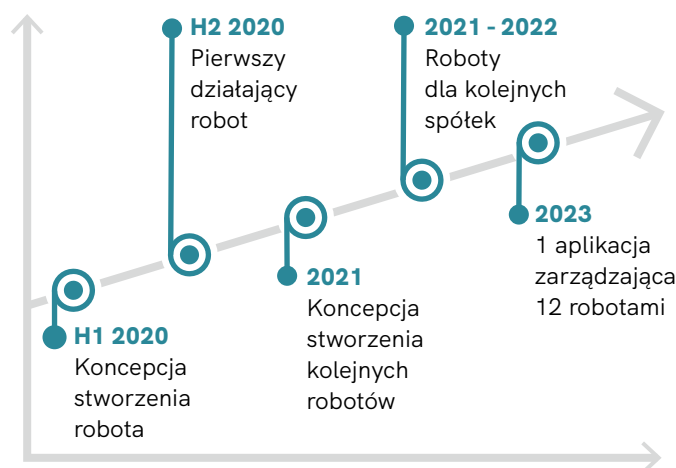 H1 2020
Koncepcja
stworzenia
robota
H2 2020
Pierwszy
działający
robot
2021
Koncepcja
stworzenia
kolejnych
robotów
2021 - 2022
Roboty
dla kolejnych
spółek
2023
1 aplikacja
zarządzająca
12 robotami